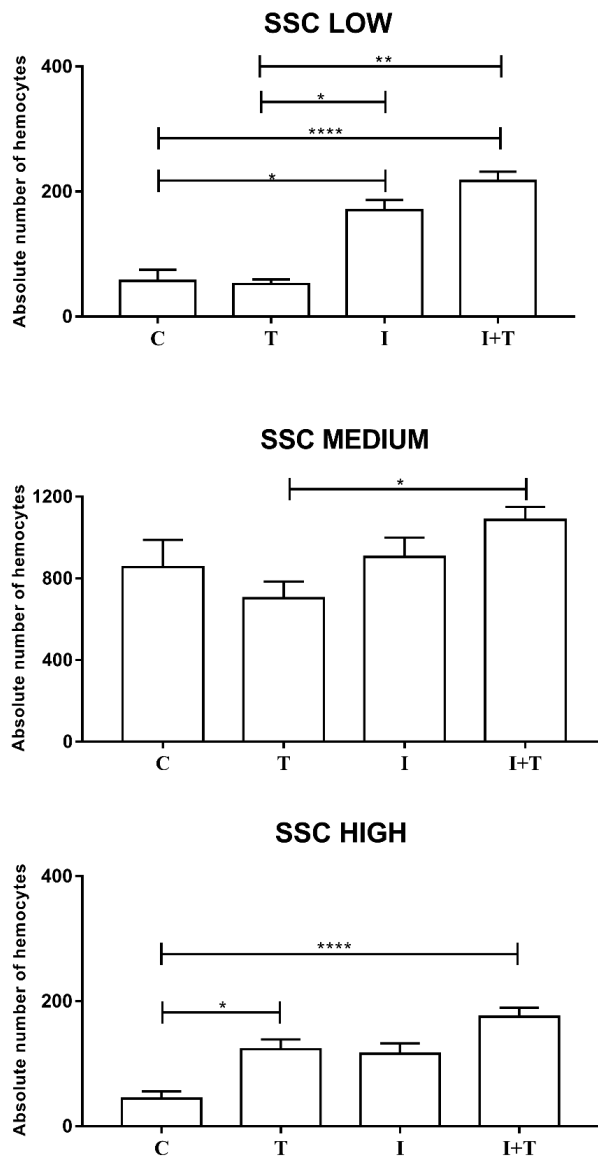 SSC LOW
Absolute number of hemocytes
400
200
0
**
*
****
*
C T I I+T
SSC MEDIUM
Absolute number of hemocytes
1200
800
400
0
*
C T I I+T
SSC HIGH
Absolute number of hemocytes
400
200
0
****
*
C T I I+T